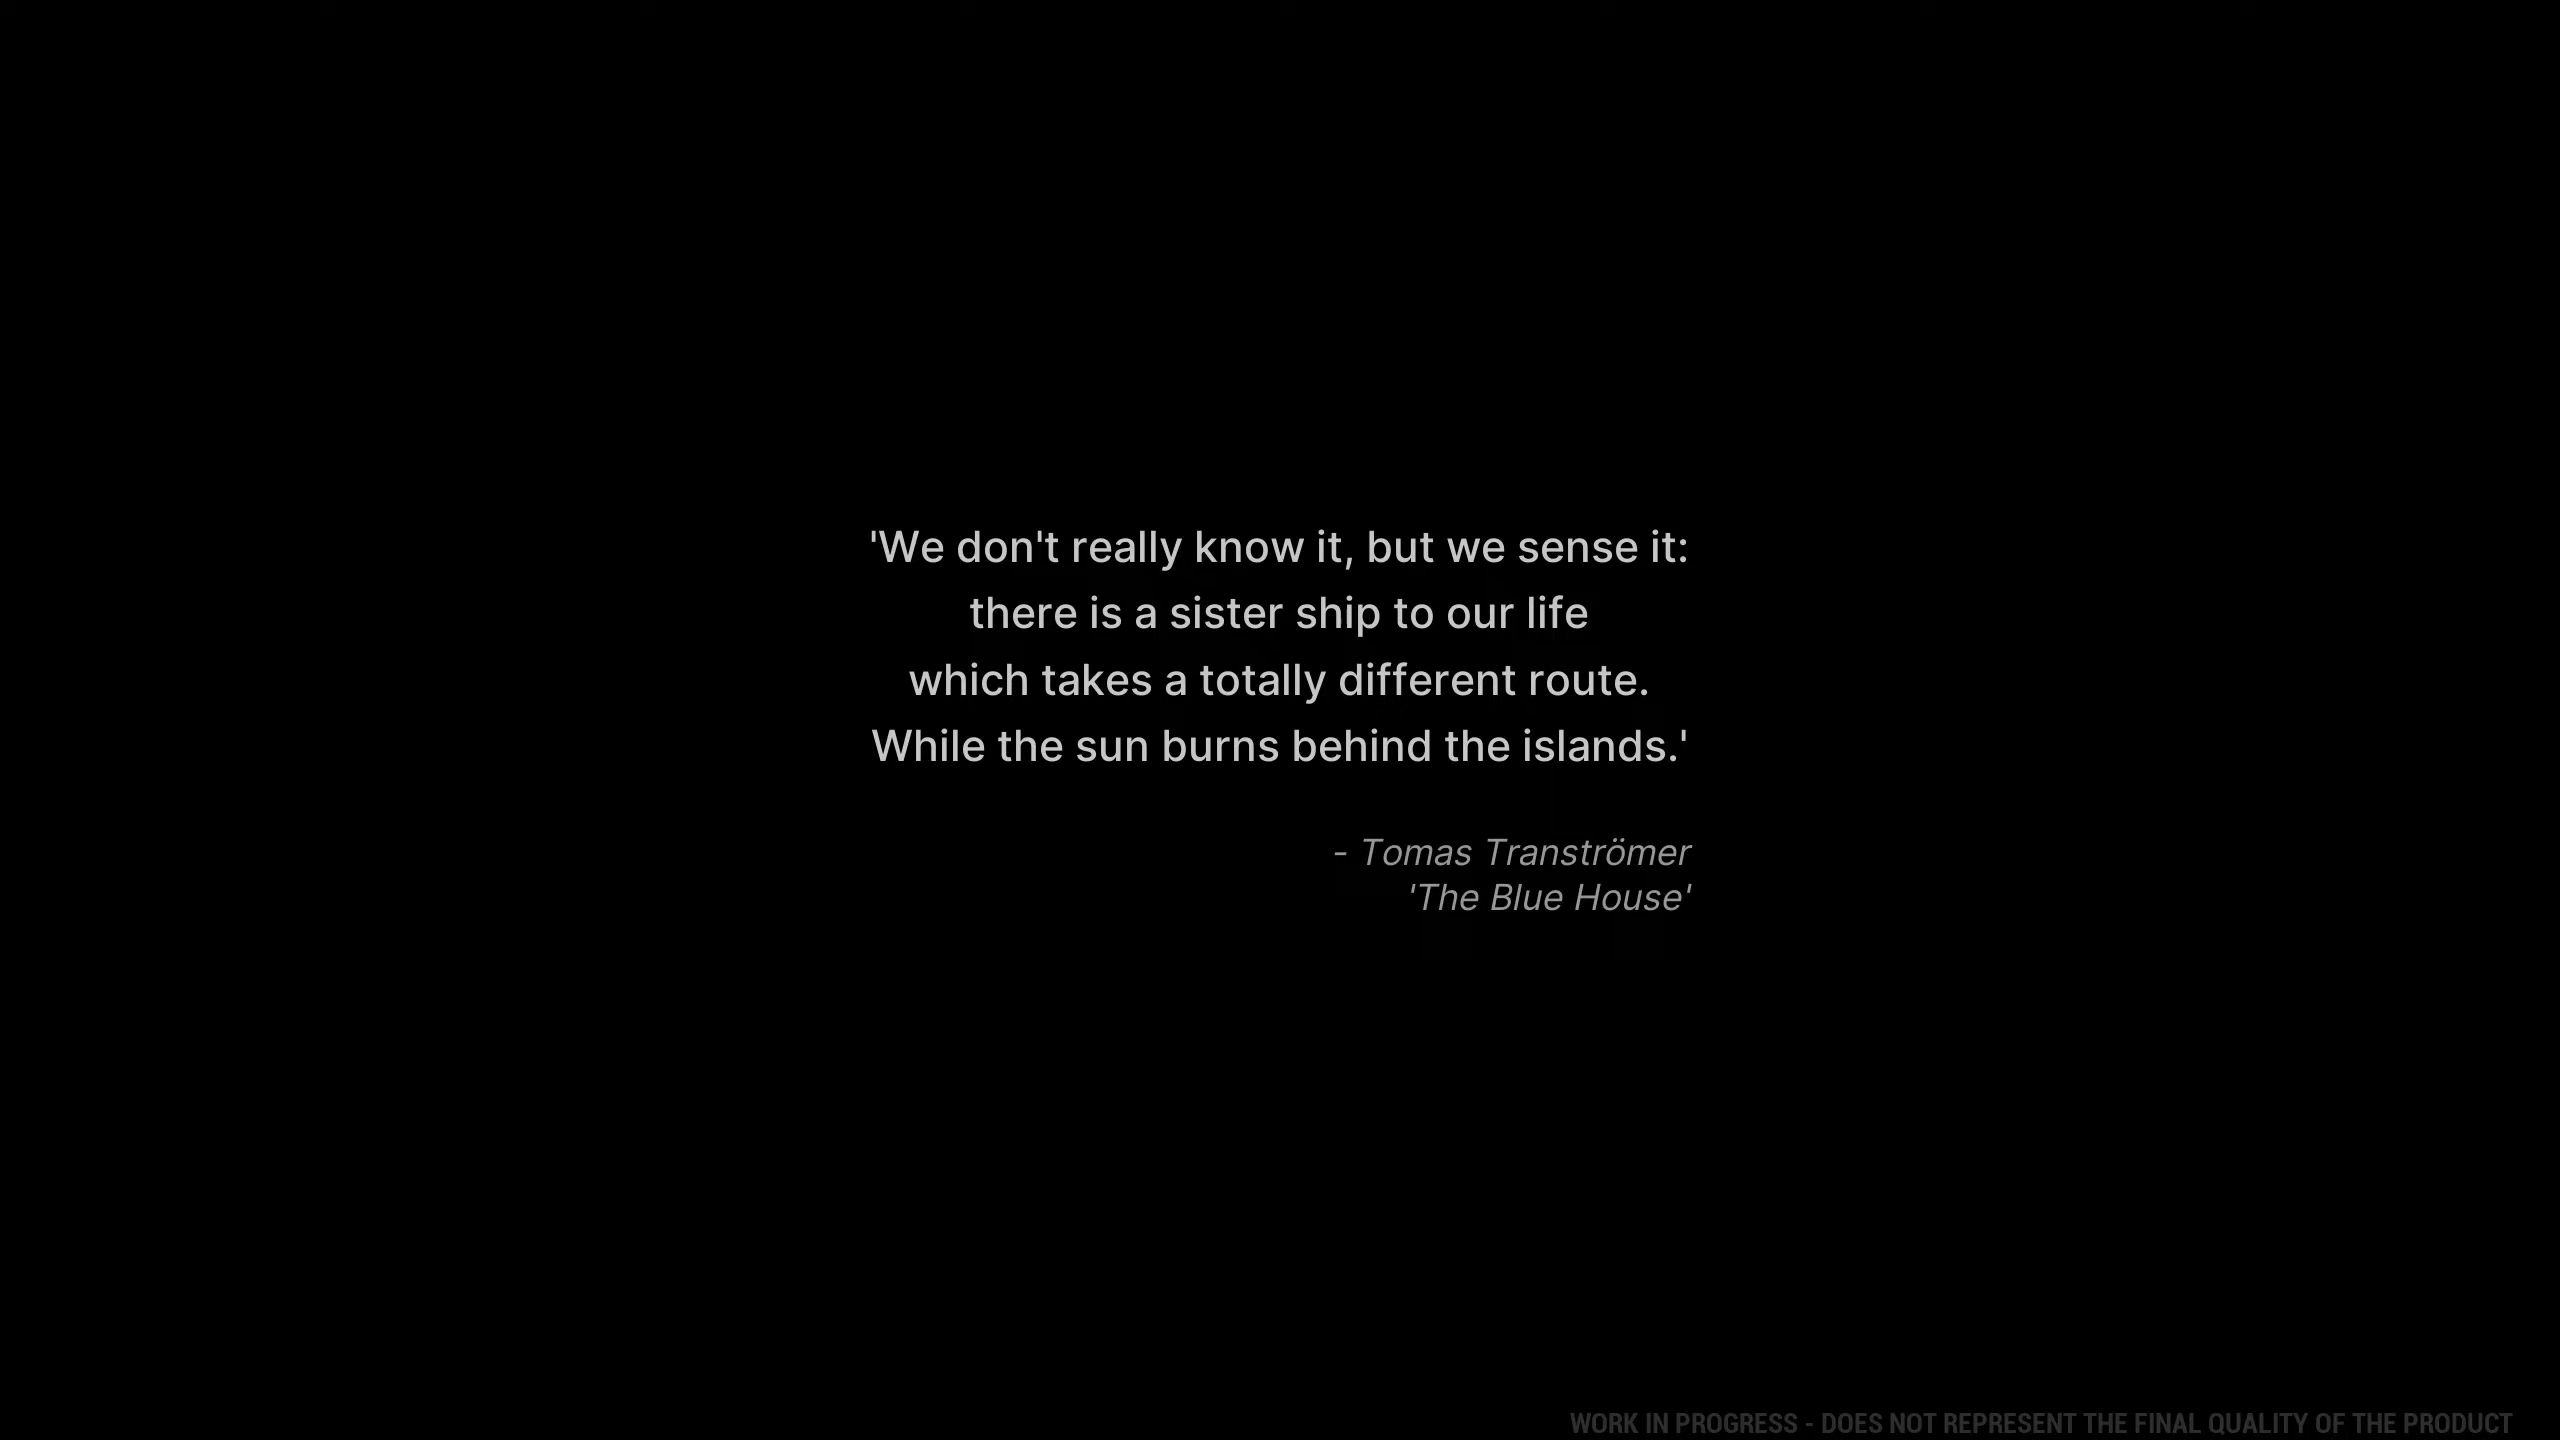 'We don't really know it, but we sense it:
there is a sister ship to our life
which takes a totally different route.
While the sun burns behind the islands.'
- Tomas Tranströmer
'The Blue House'
WORK IN PROGRESS - DOES NOT REPRESENT THE FINAL QUALITY OF THE PRODUCT